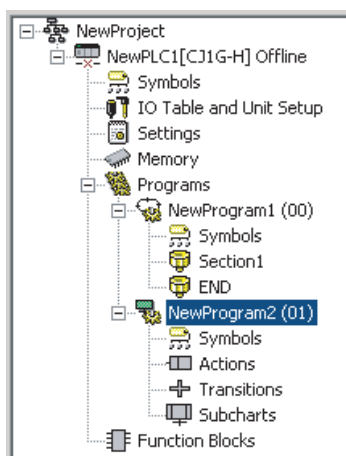 NewProject
NewPLC1[CJ1G-H] Offline
Symbols
IO Table and Unit Setup
Settings
Memory
Programs
NewProgram1 (00)
Symbols
Section1
END
NewProgram2 (01)
Symbols
Actions
Transitions
Subcharts
Function Blocks